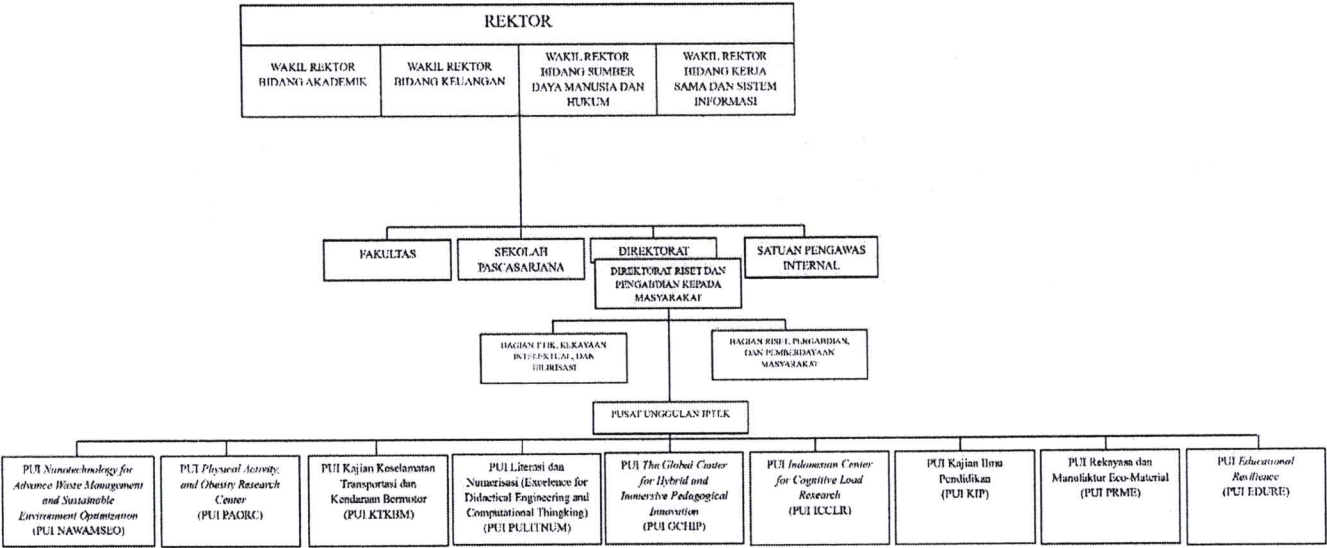 REKTOR
WAKIL REKTOR
BIDANG AKADEMIK
WAKIL REKTOR
BIDANG KEUANGAN
WAKIL REKTOR
BIDANG SUMBER
DAYA MANUSIA DAN
HUKUM
WAKIL REKTOR
BIDANG KERJA
SAMA DAN SISTEM
INFORMASI
FAKULTAS
SEKOLAH
PASCASARJANA
DIREKTORAT
SATUAN PENGAWAS
INTERNAL
DIREKTORAT RISET DAN
PENGABDIAN KEPADA
MASYARAKAT
BAGIAN TTIK, KEKAYAAN
INTELEKTUAL, DAN
HILIRISASI
BAGIAN RISET, PENGABDIAN,
DAN PEMBERDAYAAN
MASYARAKAT
PUSAT UNGGULAN IPTEK
PUI Nanotechnology for
Advance Waste Management
and Sustainable
Environment Optimization
(PUI NAWAMSEO)
PUI Physical Activity,
and Obesity Research
Center
(PUI PAORC)
PUI Kajian Keselamatan
Transportasi dan
Kendaraan Bermotor
(PUI KTKBM)
PUI Literasi dan
Numerisasi (Excelence for
Didactical Engineering and
Computational Thingking)
(PUI PULITNUM)
PUI The Global Center
for Hybrid and
Immersive Pedagogical
Innovation
(PUI GCHIP)
PUI Indonesian Center
for Cognitive Load
Research
(PUI ICCLR)
PUI Kajian Ilmu
Pendidikan
(PUI KIP)
PUI Rekayasa dan
Manufaktur Eco-Material
(PUI PRME)
PUI Educational
Resilience
(PUI EDURE)